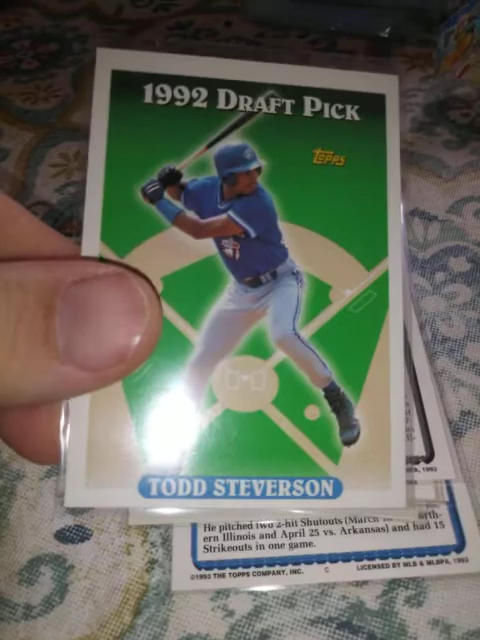 1992 DRAFT PICK
TOPPS
TODD STEVERSON
1993
He pitched two 2-hit Shutouts (March
ern Illinois and April 25 vs. Arkansas) and had 15
Strikeouts in one game.
©1993 THE TOPPS COMPANY, INC. C LICENSED BY MLB & MLBPA, 1993